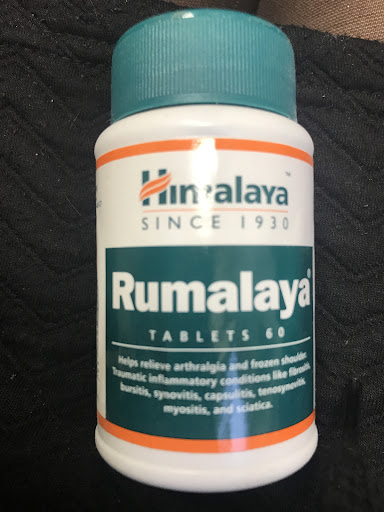 Himalaya™
SINCE 1930
Rumalaya®
TABLETS 60
Helps relieve arthralgia and frozen shoulder.
Traumatic inflammatory conditions like fibrositis,
bursitis, synovitis, capsulitis, tenosynovitis,
myositis, and sciatica.